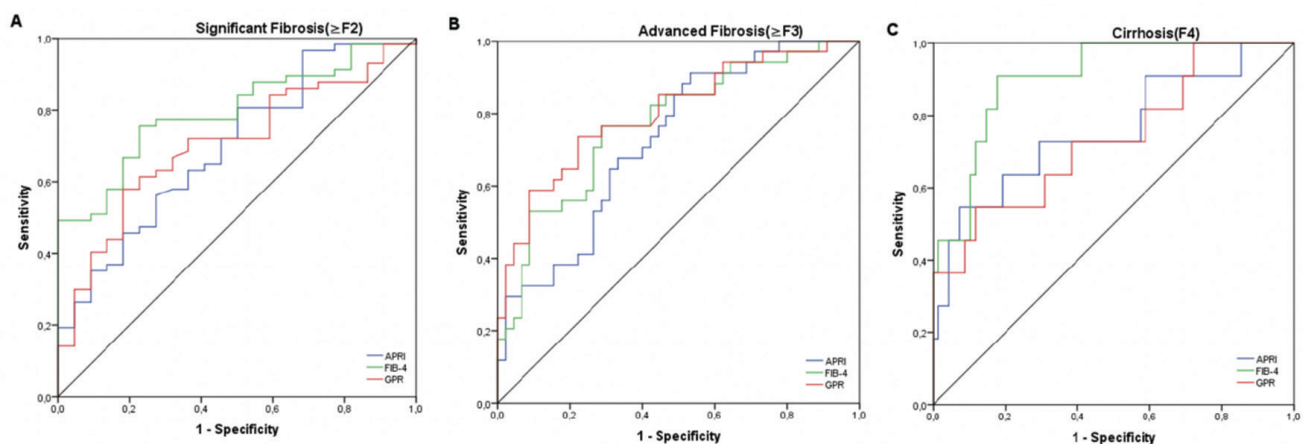 A
Significant Fibrosis(≥F2)
Sensitivity
1,0
0,8
0,6
0,4
0,2
0,0
0,0 0,2 0,4 0,6 0,8 1,0
1 - Specificity
APRI
FIB-4
GPR
B
Advanced Fibrosis(≥F3)
Sensitivity
1,0
0,8
0,6
0,4
0,2
0,0
0,0 0,2 0,4 0,6 0,8 1,0
1 - Specificity
APRI
FIB-4
GPR
C
Cirrhosis(F4)
Sensitivity
1,0
0,8
0,6
0,4
0,2
0,0
0,0 0,2 0,4 0,6 0,8 1,0
1 - Specificity
APRI
FIB-4
GPR